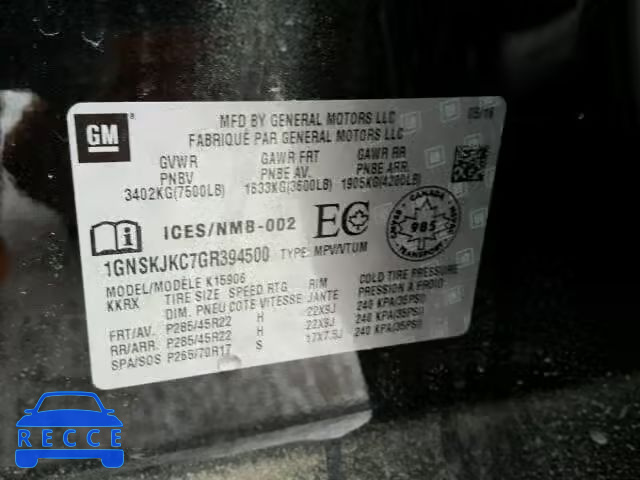 GM
MFD BY GENERAL MOTORS LLC
FABRIQUÉ PAR GENERAL MOTORS LLC
GVWR GAWR FRT GAWR RR
PNBV PNBE AV. PNBE ARR.
3402KG(7500LB) 1633KG(3600LB) 1905KG(4200LB)
ICES/NMB-002 EC
CANADA 985
1GNSKJKC7GR394500 TYPE: MPV/VTUM
MODEL/MODÈLE K15906
KKRX TIRE SIZE SPEED RTG RIM COLD TIRE PRESSURE
DIM. PNEU COTE VITESSE JANTE PRESSION À FROID
FRT/AV. P285/45R22 H 22X9J 240 KPA(35PSI)
RR/ARR. P285/45R22 H 22X9J 240 KPA(35PSI)
SPA/SOS P265/70R17 S 17X7.5J 240 KPA(35PSI)
RECCE